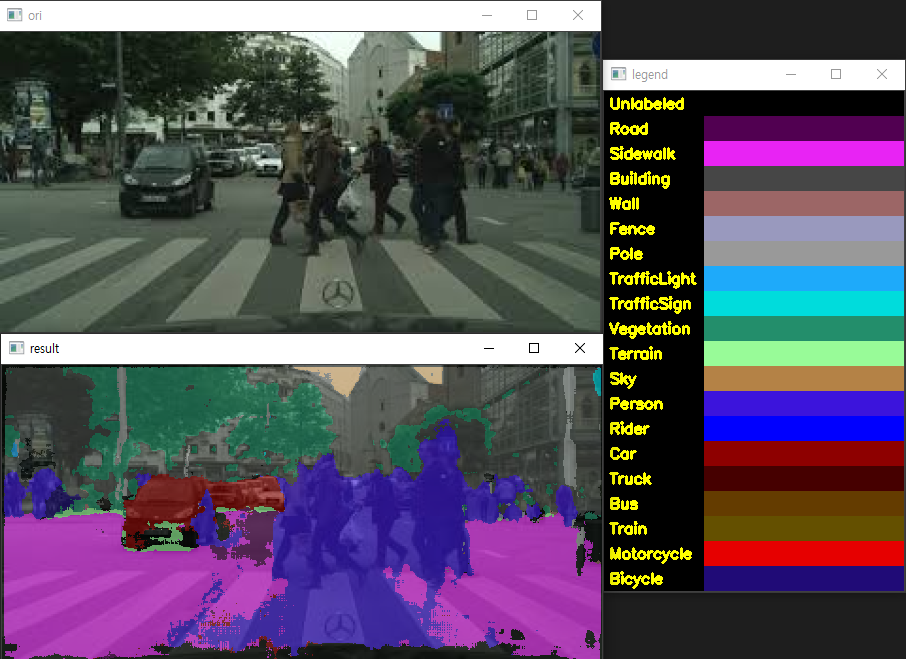 ori
result
legend
Unlabeled
Road
Sidewalk
Building
Wall
Fence
Pole
TrafficLight
TrafficSign
Vegetation
Terrain
Sky
Person
Rider
Car
Truck
Bus
Train
Motorcycle
Bicycle